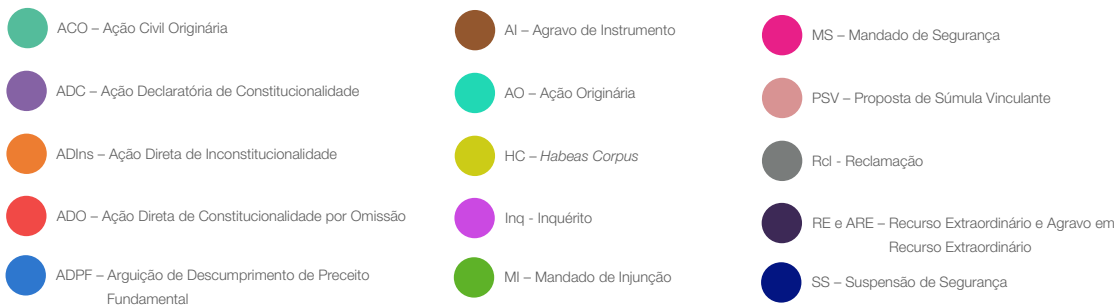 ACO – Ação Civil Originária
ADC – Ação Declaratória de Constitucionalidade
ADIns – Ação Direta de Inconstitucionalidade
ADO – Ação Direta de Constitucionalidade por Omissão
ADPF – Arguição de Descumprimento de Preceito
Fundamental
AI – Agravo de Instrumento
AO – Ação Originária
HC – Habeas Corpus
Inq - Inquérito
MI – Mandado de Injunção
MS – Mandado de Segurança
PSV – Proposta de Súmula Vinculante
Rcl - Reclamação
RE e ARE – Recurso Extraordinário e Agravo em
Recurso Extraordinário
SS – Suspensão de Segurança